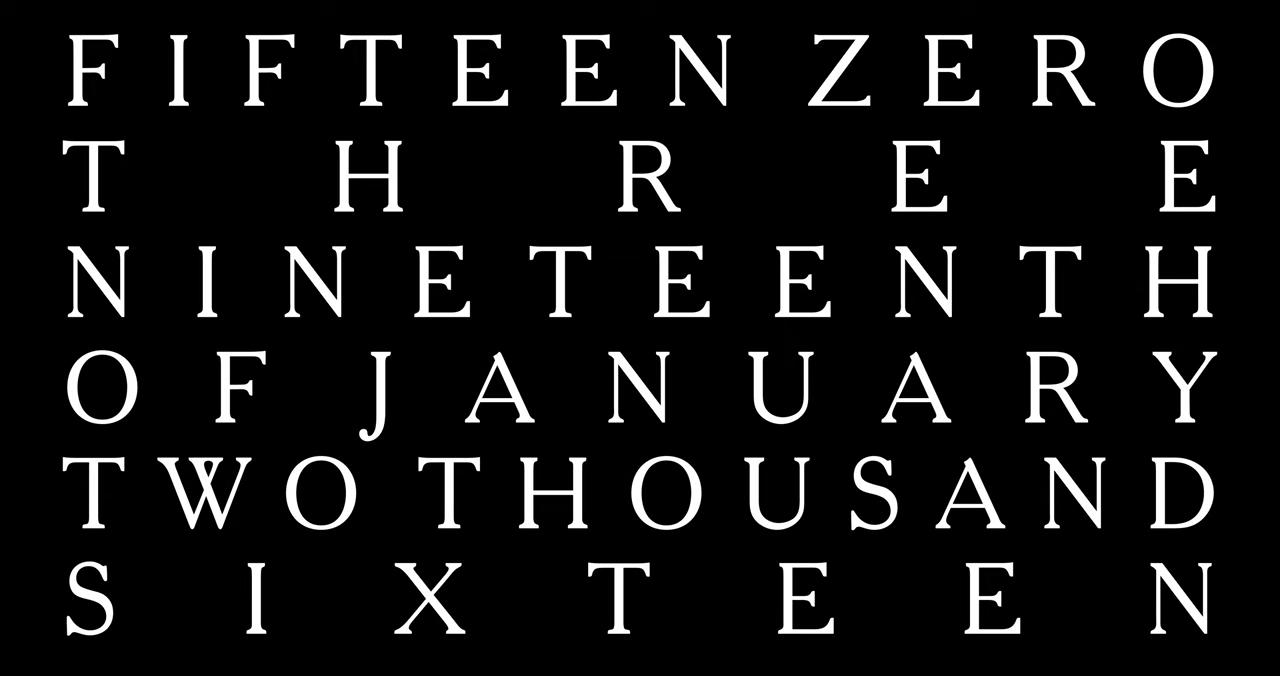 FIFTEEN ZERO
THREE
NINETEENTH
OF JANUARY
TWO THOUSAND
SIXTEEN